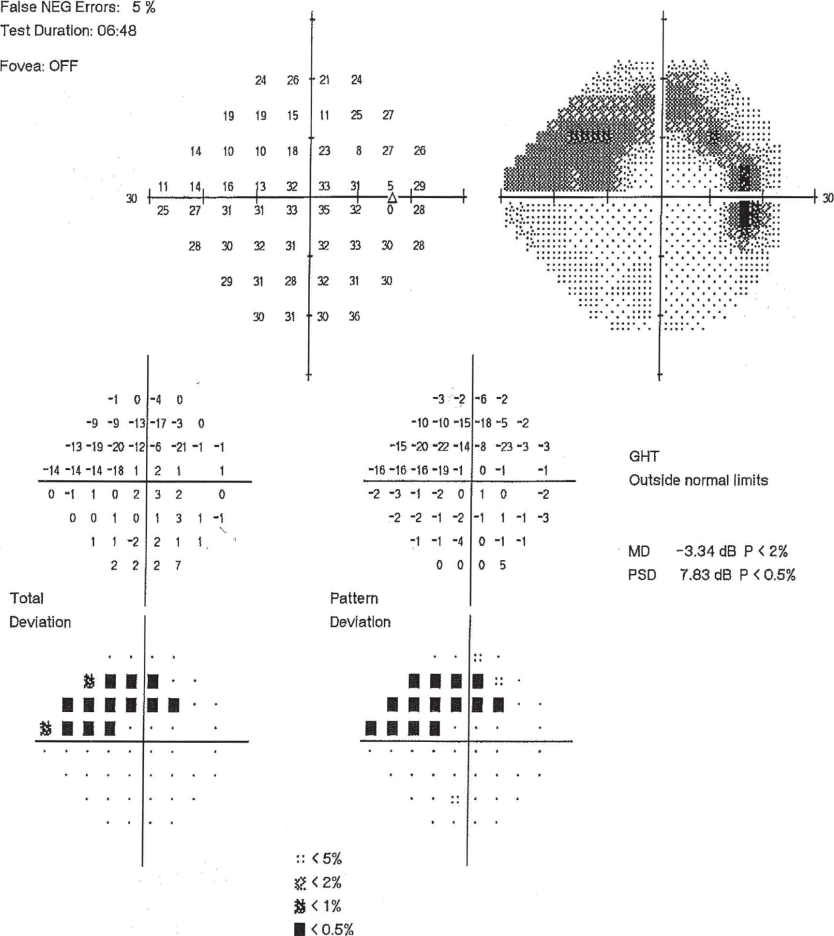 False NEG Errors: 5 %
Test Duration: 06:48
Fovea: OFF
24 26 21 24
19 19 15 11 25 27
14 10 10 18 23 8 27 26
11 14 16 13 32 33 31 5 29
30 30
25 27 31 31 33 35 32 0 28
28 30 32 31 32 33 30 28
29 31 28 32 31 30
30 31 30 36
-1 0 -4 0
-9 -9 -13 -17 -3 0
-13 -19 -20 -12 -6 -21 -1 -1
-14 -14 -14 -18 1 2 1 1
0 -1 1 0 2 3 2 0
0 0 1 0 1 3 1 -1
1 1 -2 2 1 1
2 2 2 7
Total
Deviation
-3 -2 -6 -2
-10 -10 -15 -18 -5 -2
-15 -20 -22 -14 -8 -23 -3 -3
-16 -16 -16 -19 -1 0 -1 -1
-2 -3 -1 -2 0 1 0 -2
-2 -2 -1 -2 -1 1 -1 -3
-1 -1 -4 0 -1 -1
0 0 0 5
Pattern
Deviation
GHT
Outside normal limits
MD -3.34 dB P < 2%
PSD 7.83 dB P < 0.5%
< 5%
< 2%
< 1%
< 0.5%